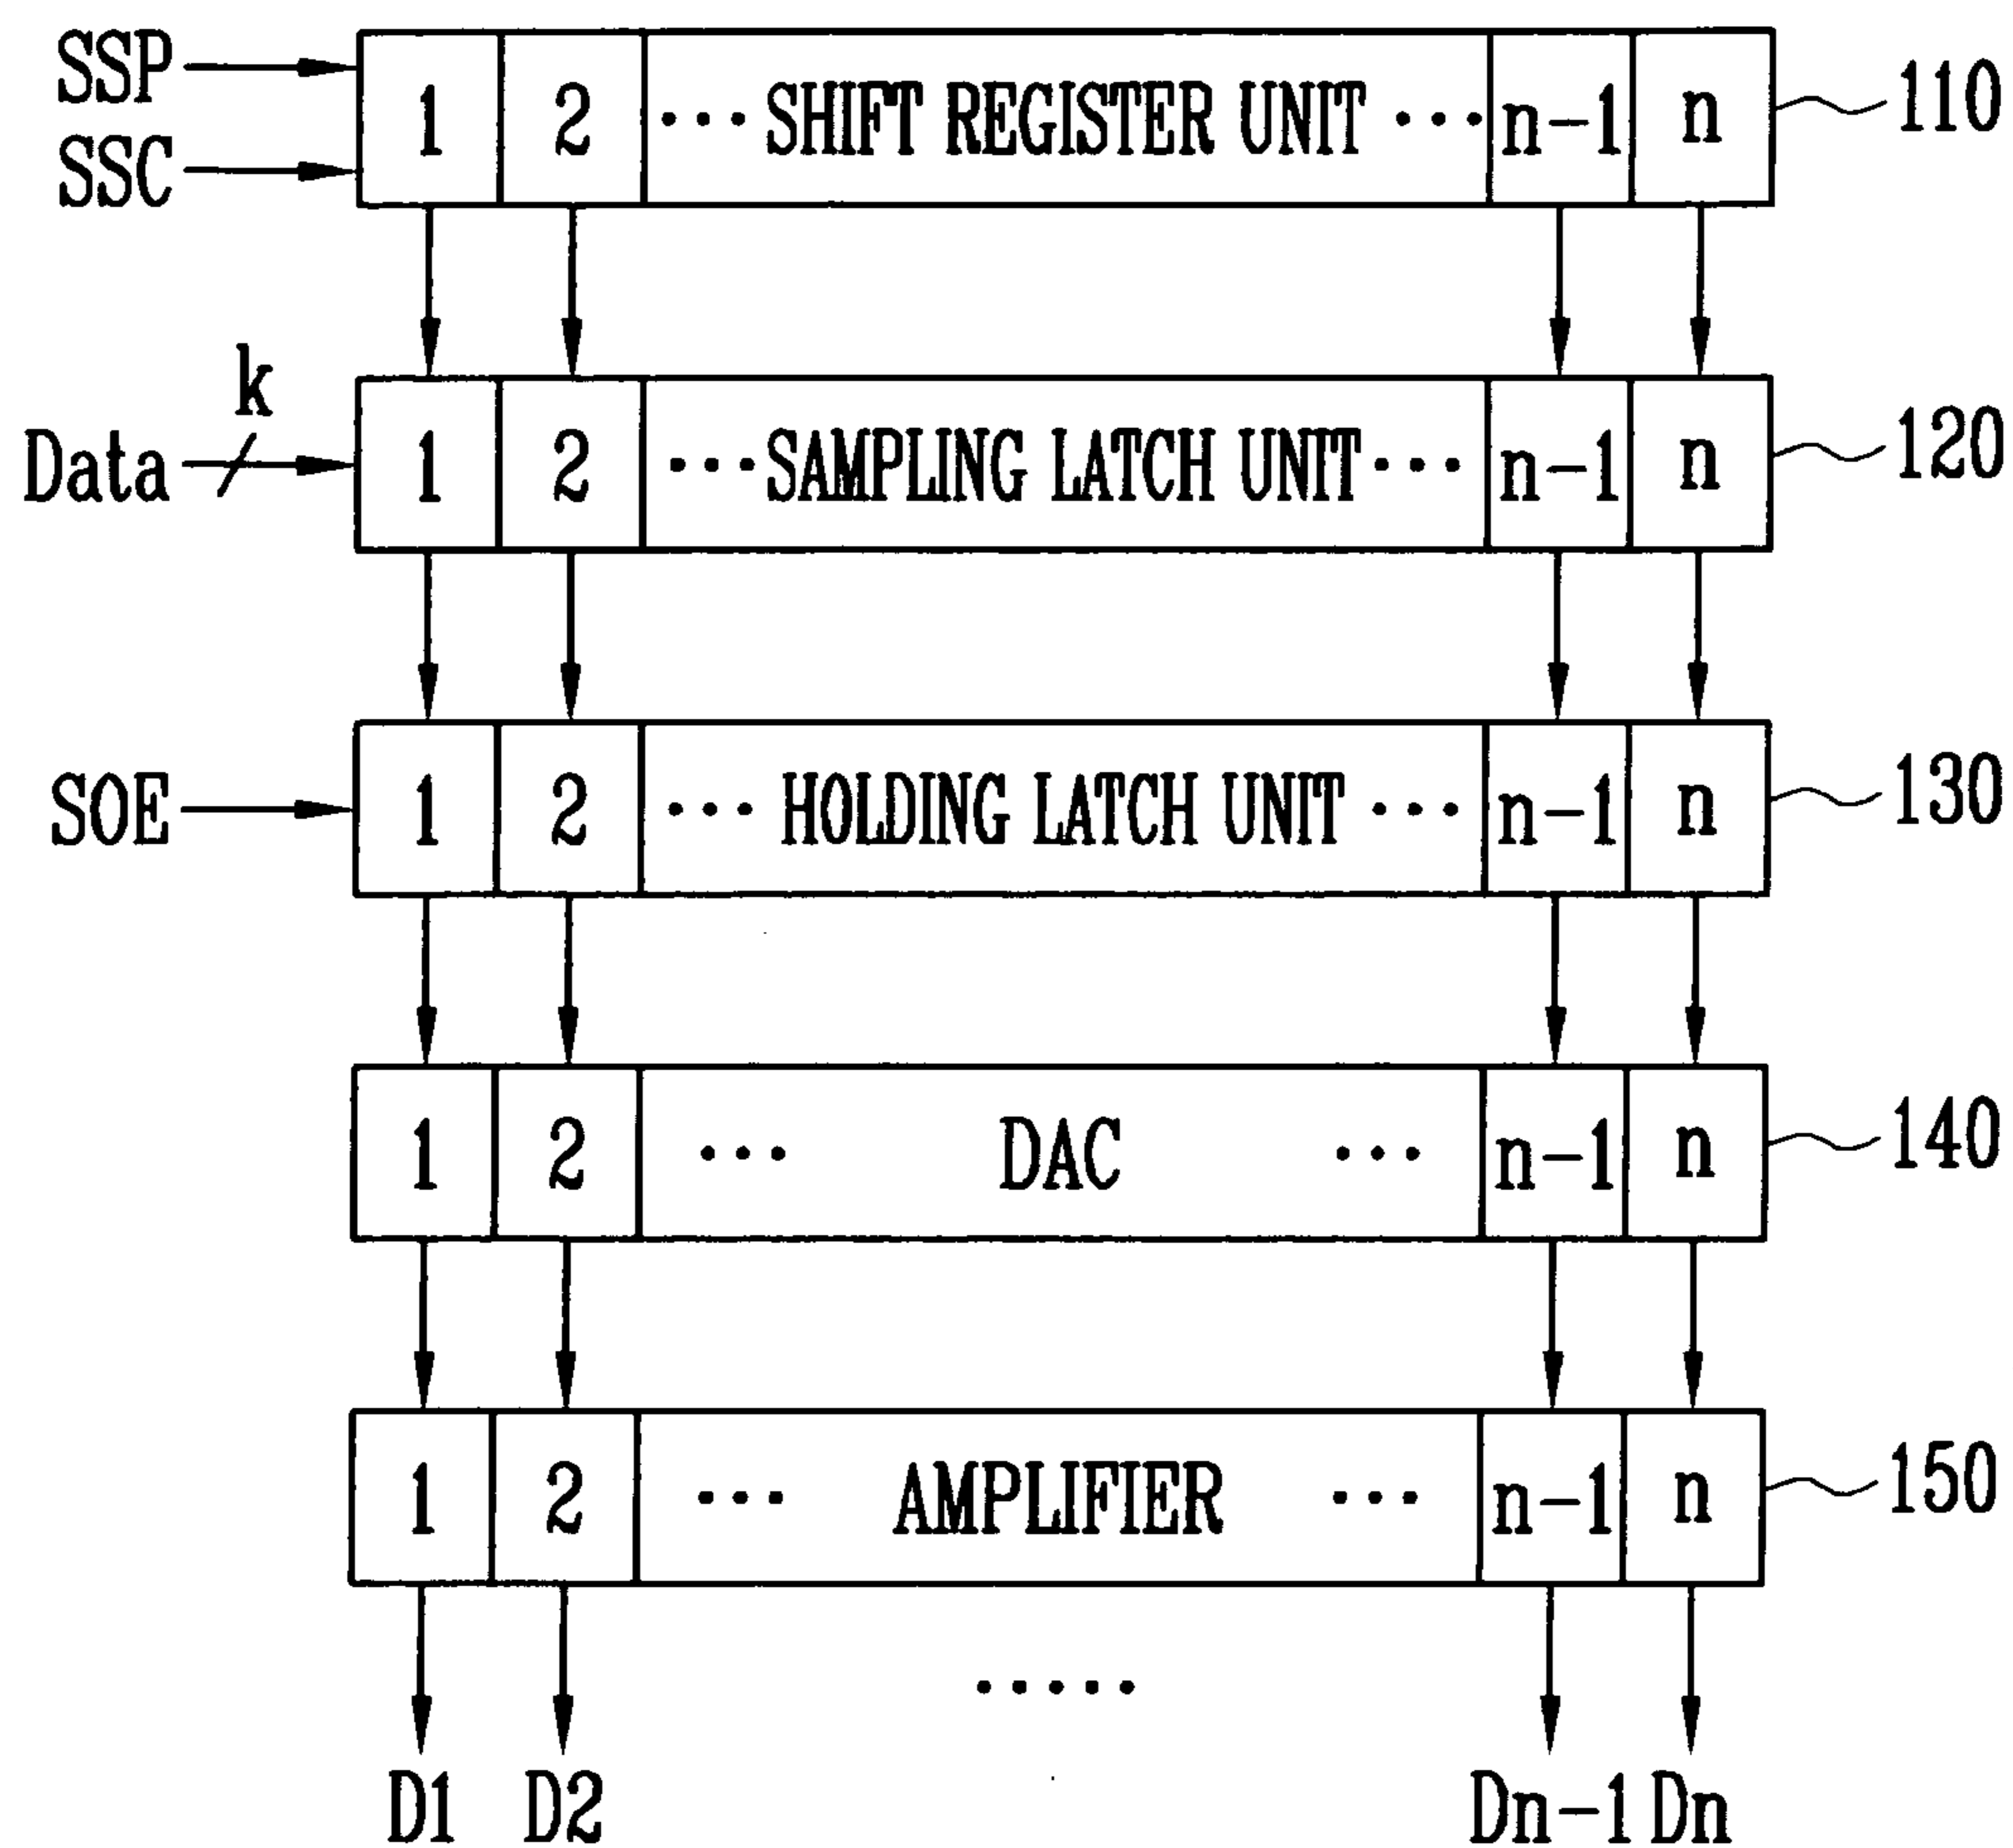 SSP
SSC
1 2 ··· SHIFT REGISTER UNIT ··· n-1 n 110
k
Data 1 2 ··· SAMPLING LATCH UNIT ··· n-1 n 120
SOE 1 2 ··· HOLDING LATCH UNIT ··· n-1 n 130
1 2 ··· DAC ··· n-1 n 140
1 2 ··· AMPLIFIER ··· n-1 n 150
·····
D1 D2 Dn-1 Dn